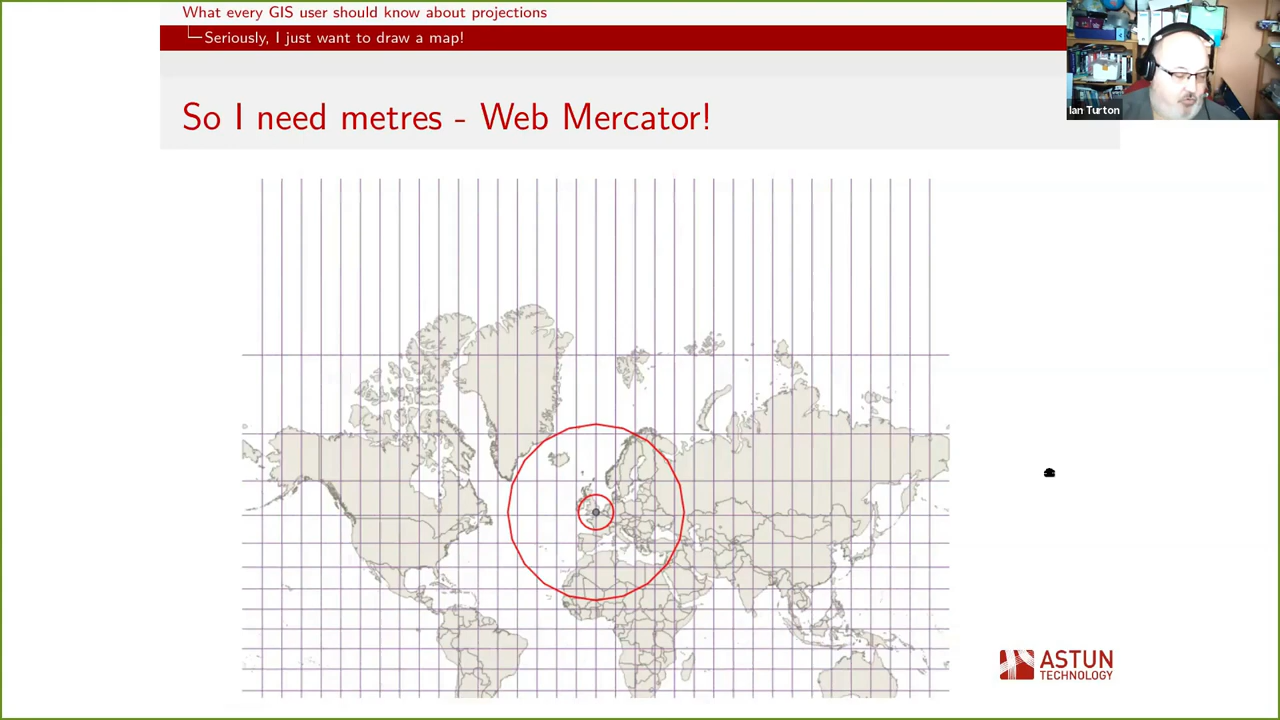 What every GIS user should know about projections
Seriously, I just want to draw a map!
So I need metres - Web Mercator!
Ian Turton
ASTUN
TECHNOLOGY